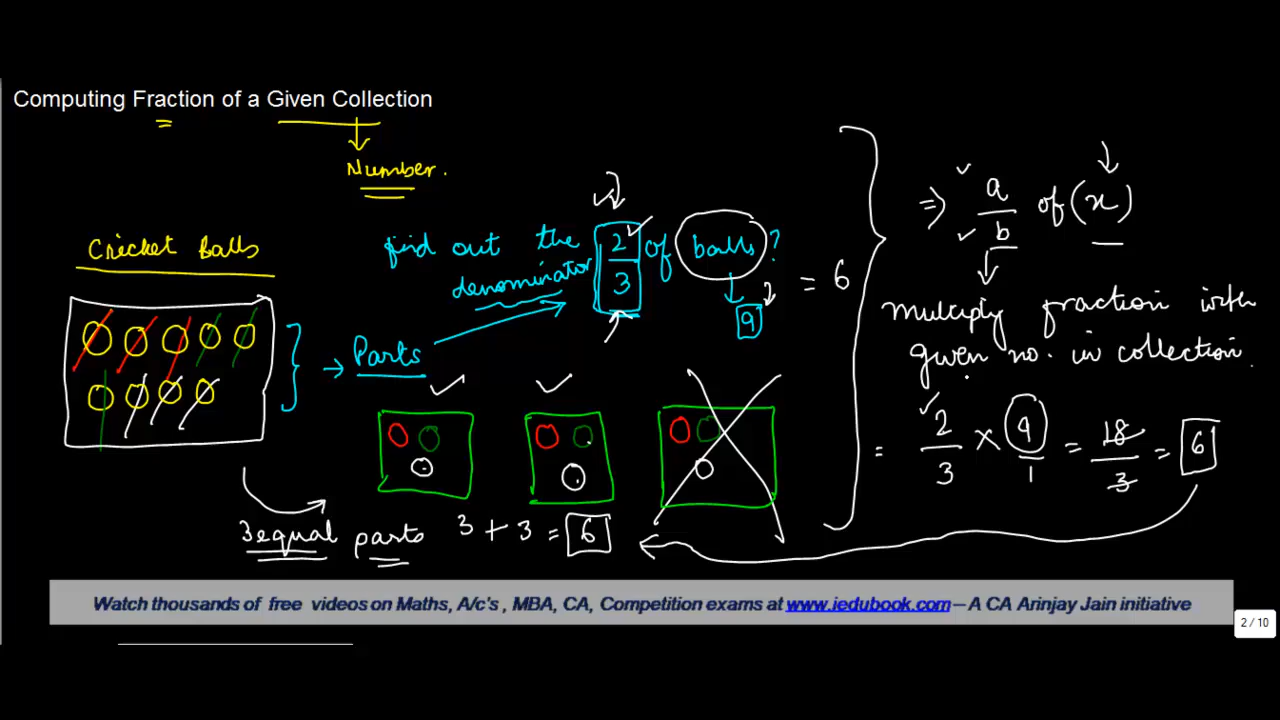 Computing Fraction of a Given Collection
Number.
Cricket Balls
find out the 2/3 of balls?
denominator
9
= 6
Parts
3 equal parts 3 + 3 = 6
⇒ a/b of (x)
multiply fraction with
given no. in collection.
= 2/3 × 9/1 = 18/3 = 6
Watch thousands of free videos on Maths, A/c's , MBA, CA, Competition exams at www.iedubook.com – A CA Arinjay Jain initiative
2 / 10